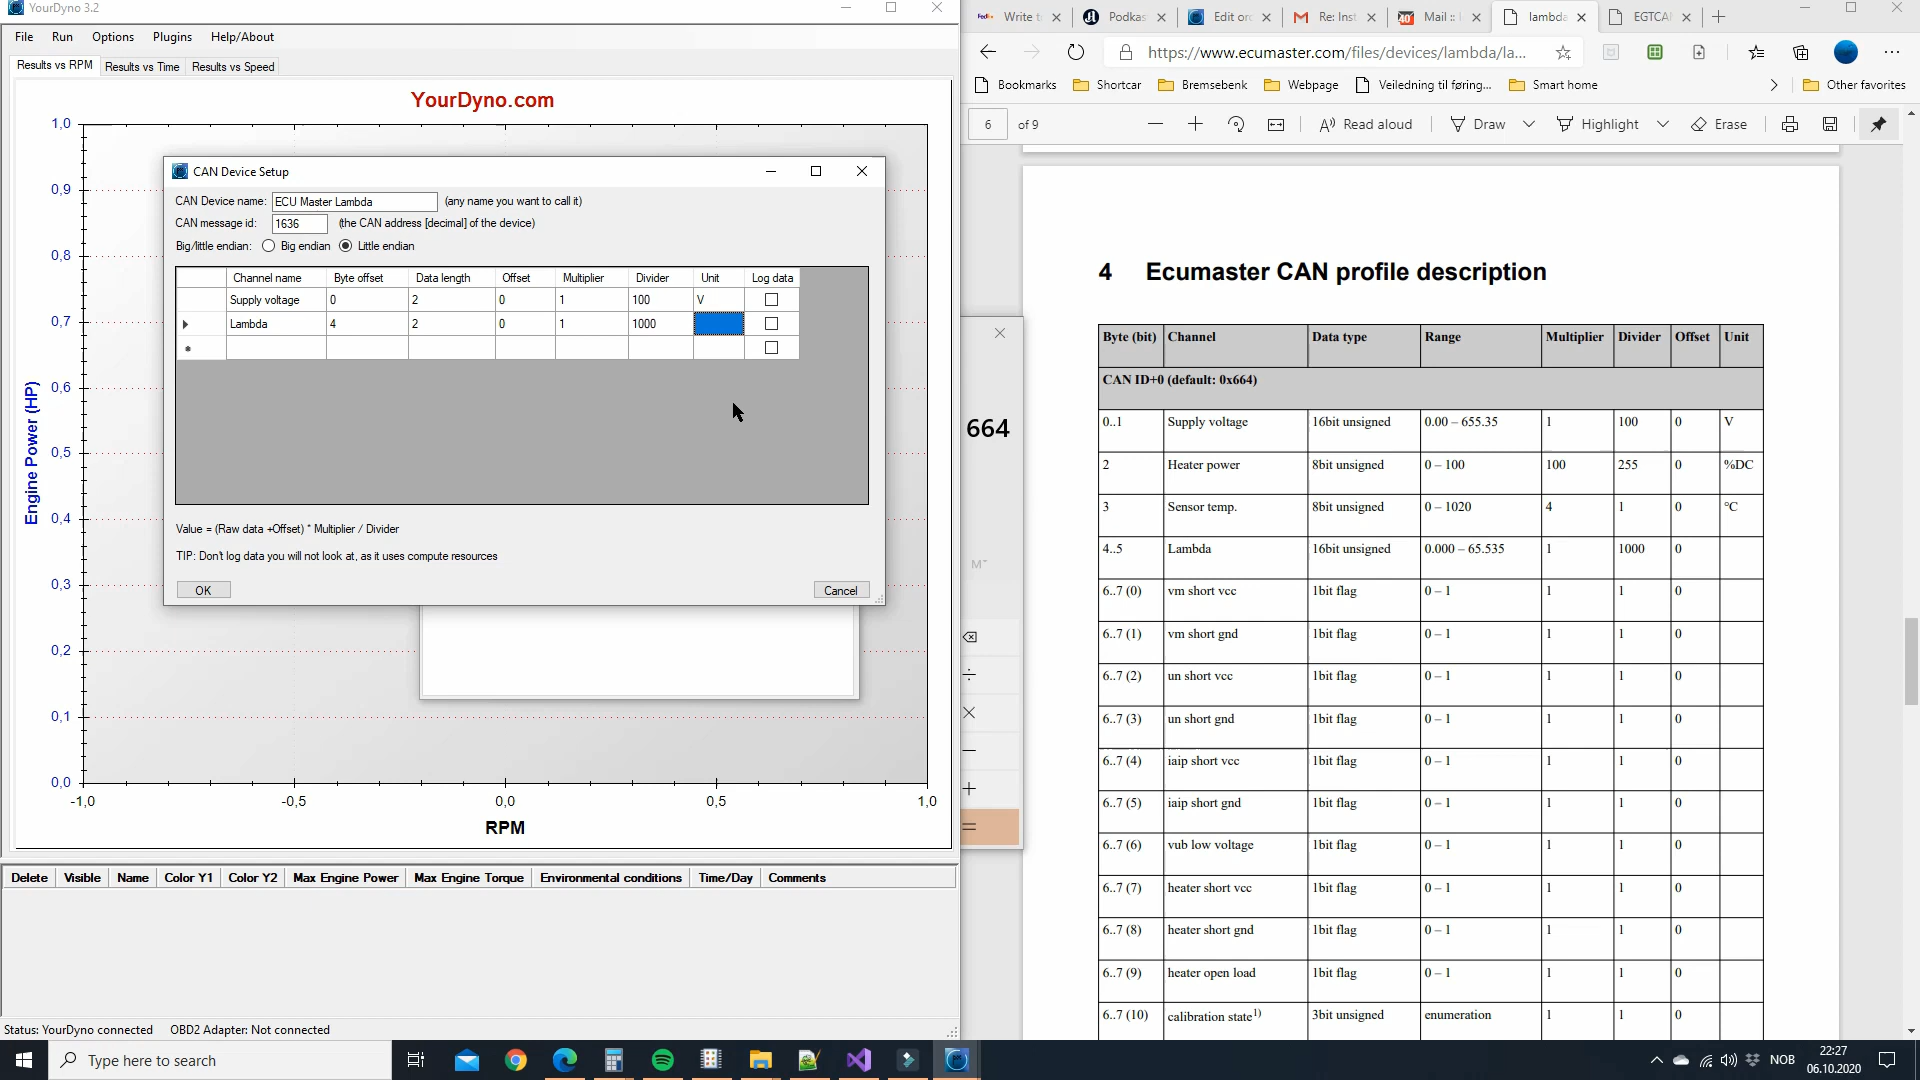 YourDyno 3.2
File Run Options Plugins Help/About
Results vs RPM Results vs Time Results vs Speed
YourDyno.com
1,0
0,9
0,8
0,7
0,6
0,5
0,4
0,3
0,2
0,1
0,0
Engine Power (HP)
-1,0 -0,5 0,0 0,5 1,0
RPM
CAN Device Setup
CAN Device name: ECU Master Lambda (any name you want to call it)
CAN message id: 1636 (the CAN address [decimal] of the device)
Big/little endian: Big endian Little endian
Channel name Byte offset Data length Offset Multiplier Divider Unit Log data
Supply voltage 0 2 0 1 100 V
Lambda 4 2 0 1 1000
Value = (Raw data +Offset) * Multiplier / Divider
TIP: Don't log data you will not look at, as it uses compute resources
OK Cancel
Delete Visible Name Color Y1 Color Y2 Max Engine Power Max Engine Torque Environmental conditions Time/Day Comments
Status: YourDyno connected OBD2 Adapter: Not connected
664
FedEx Write t Podkas Edit or Re: Inst Mail :: lambda EGTCAN
https://www.ecumaster.com/files/devices/lambda/la...
Bookmarks Shortcar Bremsebenk Webpage Veiledning til føring... Smart home Other favorites
6 of 9 Read aloud Draw Highlight Erase
4 Ecumaster CAN profile description
Byte (bit) Channel Data type Range Multiplier Divider Offset Unit
CAN ID+0 (default: 0x664)
0..1 Supply voltage 16bit unsigned 0.00 – 655.35 1 100 0 V
2 Heater power 8bit unsigned 0 – 100 100 255 0 %DC
3 Sensor temp. 8bit unsigned 0 – 1020 4 1 0 °C
4..5 Lambda 16bit unsigned 0.000 – 65.535 1 1000 0
6..7 (0) vm short vcc 1bit flag 0 – 1 1 1 0
6..7 (1) vm short gnd 1bit flag 0 – 1 1 1 0
6..7 (2) un short vcc 1bit flag 0 – 1 1 1 0
6..7 (3) un short gnd 1bit flag 0 – 1 1 1 0
6..7 (4) iaip short vcc 1bit flag 0 – 1 1 1 0
6..7 (5) iaip short gnd 1bit flag 0 – 1 1 1 0
6..7 (6) vub low voltage 1bit flag 0 – 1 1 1 0
6..7 (7) heater short vcc 1bit flag 0 – 1 1 1 0
6..7 (8) heater short gnd 1bit flag 0 – 1 1 1 0
6..7 (9) heater open load 1bit flag 0 – 1 1 1 0
6..7 (10) calibration state1) 3bit unsigned enumeration 1 1 0
Type here to search
NOB
22:27
06.10.2020